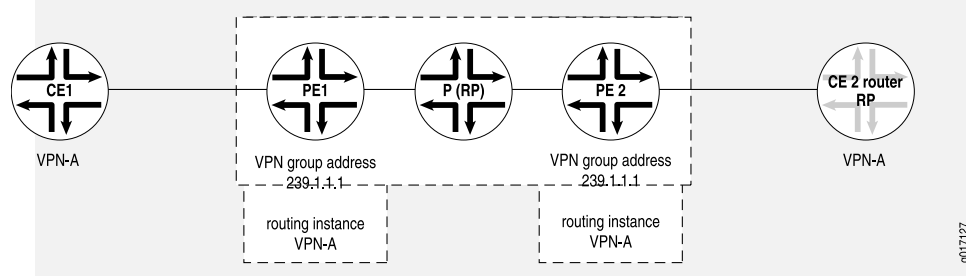 CE1
PE1
P (RP)
PE 2
CE 2 router
RP
VPN-A
VPN group address
239.1.1.1
VPN group address
239.1.1.1
VPN-A
routing instance
VPN-A
routing instance
VPN-A
g017127